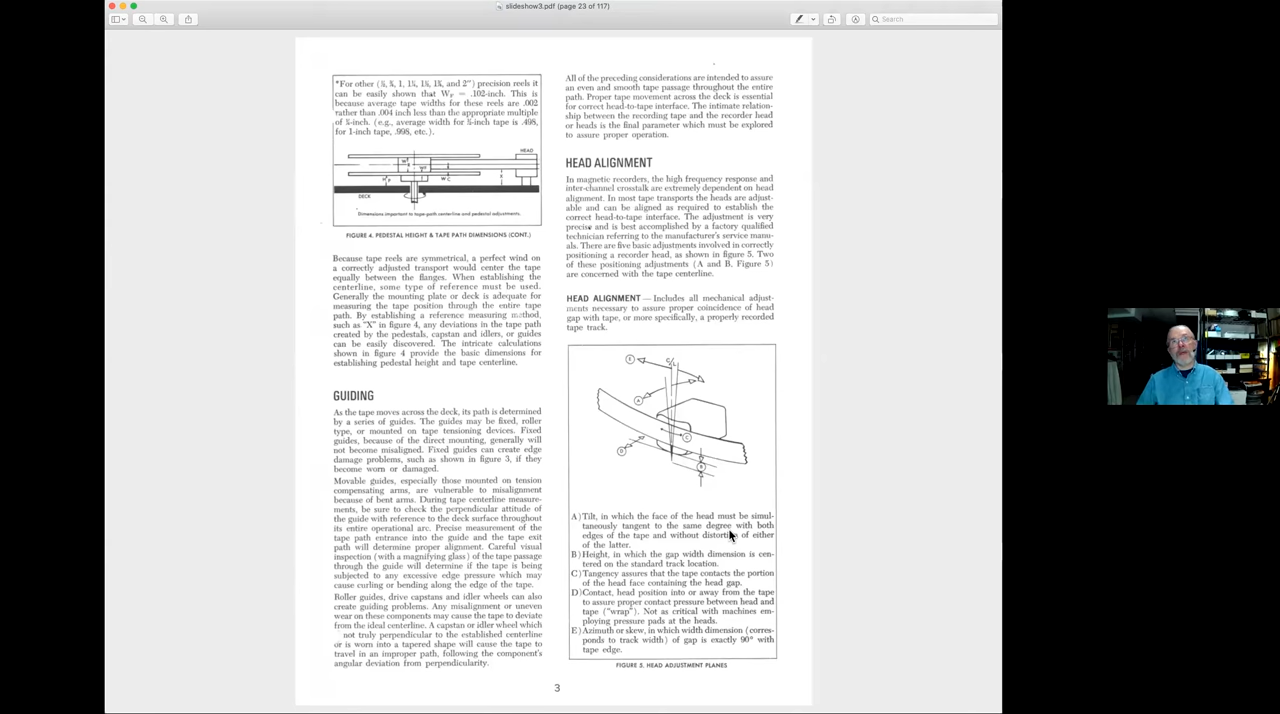 slideshow3.pdf (page 23 of 117)
Search
*For other (¼, ¾, 1, 1¼, 1½, and 2") precision reels it
can be easily shown that W = .102-inch. This is
because average tape widths for these reels are .002
rather than .004 inch less than the appropriate multiple
of ¼-inch. (e.g., average width for ½-inch tape is .498,
for 1-inch tape, .998, etc.).
HEAD
X
DECK
Dimensions important to tape-path centerline and pedestal adjustments.
FIGURE 4. PEDESTAL HEIGHT & TAPE PATH DIMENSIONS (CONT.)
Because tape reels are symmetrical, a perfect wind on
a correctly adjusted transport would center the tape
equally between the flanges. When establishing the
centerline, some type of reference must be used.
Generally the mounting plate or deck is adequate for
measuring the tape position through the entire tape
path. By establishing a reference measuring method,
such as "X" in figure 4, any deviations in the tape path
created by the pedestals, capstan and idlers, or guides
can be easily discovered. The intricate calculations
shown in figure 4 provide the basic dimensions for
establishing pedestal height and tape centerline.
GUIDING
As the tape moves across the deck, its path is determined
by a series of guides. The guides may be fixed, roller
type, or mounted on tape tensioning devices. Fixed
guides, because of the direct mounting, generally will
not become misaligned. Fixed guides can create edge
damage problems, such as shown in figure 3, if they
become worn or damaged.
Movable guides, especially those mounted on tension
compensating arms, are vulnerable to misalignment
because of bent arms. During tape centerline measure-
ments, be sure to check the perpendicular attitude of
the guide with reference to the deck surface throughout
its entire operational arc. Precise measurement of the
tape path entrance into the guide and the tape exit
path will determine proper alignment. Careful visual
inspection (with a magnifying glass) of the tape passage
through the guide will determine if the tape is being
subjected to any excessive edge pressure which may
cause curling or bending along the edge of the tape.
Roller guides, drive capstans and idler wheels can also
create guiding problems. Any misalignment or uneven
wear on these components may cause the tape to deviate
from the ideal centerline. A capstan or idler wheel which
not truly perpendicular to the established centerline
or is worn into a tapered shape will cause the tape to
travel in an improper path, following the component's
angular deviation from perpendicularity.
All of the preceding considerations are intended to assure
an even and smooth tape passage throughout the entire
path. Proper tape movement across the deck is essential
for correct head-to-tape interface. The intimate relation-
ship between the recording tape and the recorder head
or heads is the final parameter which must be explored
to assure proper operation.
HEAD ALIGNMENT
In magnetic recorders, the high frequency response and
inter-channel crosstalk are extremely dependent on head
alignment. In most tape transports the heads are adjust-
able and can be aligned as required to establish the
correct head-to-tape interface. The adjustment is very
precise and is best accomplished by a factory qualified
technician referring to the manufacturer's service manu-
als. There are five basic adjustments involved in correctly
positioning a recorder head, as shown in figure 5. Two
of these positioning adjustments (A and B, Figure 5)
are concerned with the tape centerline.
HEAD ALIGNMENT — Includes all mechanical adjust-
ments necessary to assure proper coincidence of head
gap with tape, or more specifically, a properly recorded
tape track.
E
C/L
A
C
D
B
A) Tilt, in which the face of the head must be simul-
taneously tangent to the same degree with both
edges of the tape and without distortion of either
of the latter.
B) Height, in which the gap width dimension is cen-
tered on the standard track location.
C) Tangency assures that the tape contacts the portion
of the head face containing the head gap.
D) Contact, head position into or away from the tape
to assure proper contact pressure between head and
tape ("wrap"). Not as critical with machines em-
ploying pressure pads at the heads.
E) Azimuth or skew, in which width dimension (corres-
ponds to track width) of gap is exactly 90° with
tape edge.
FIGURE 5. HEAD ADJUSTMENT PLANES
3